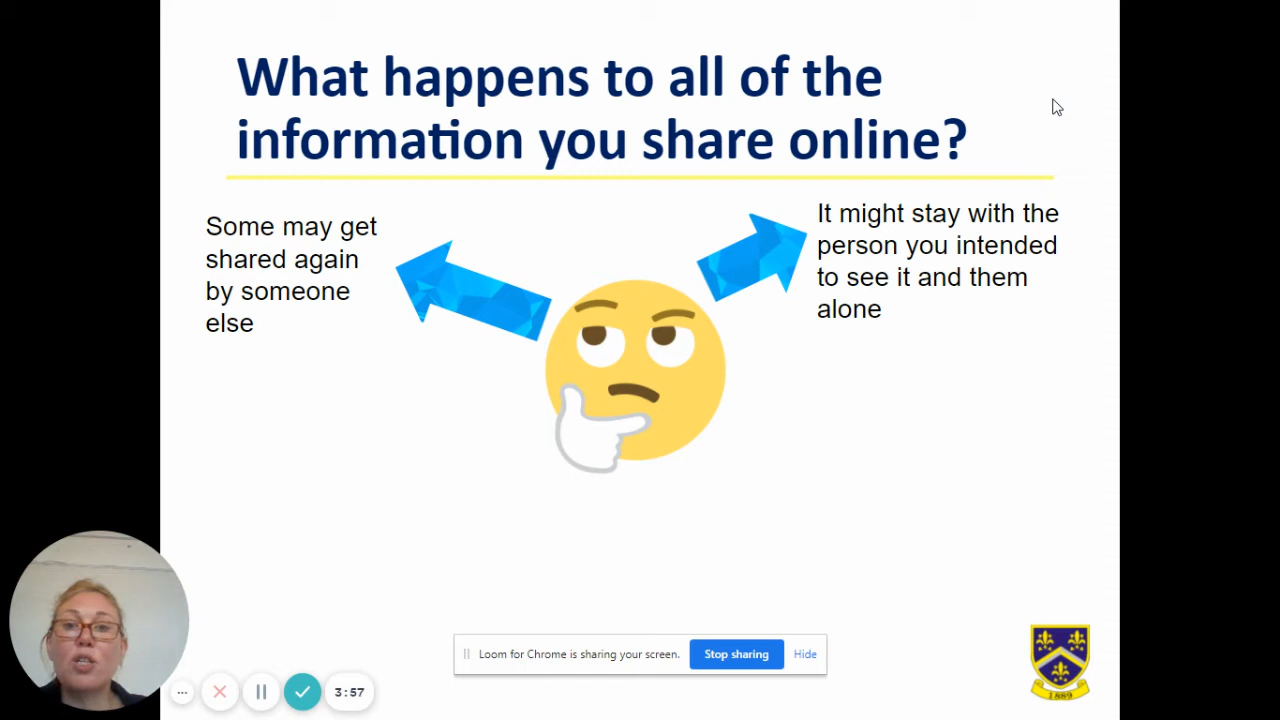 What happens to all of the
information you share online?
Some may get
shared again
by someone
else
It might stay with the
person you intended
to see it and them
alone
Loom for Chrome is sharing your screen.
Stop sharing
Hide
3:57
1889